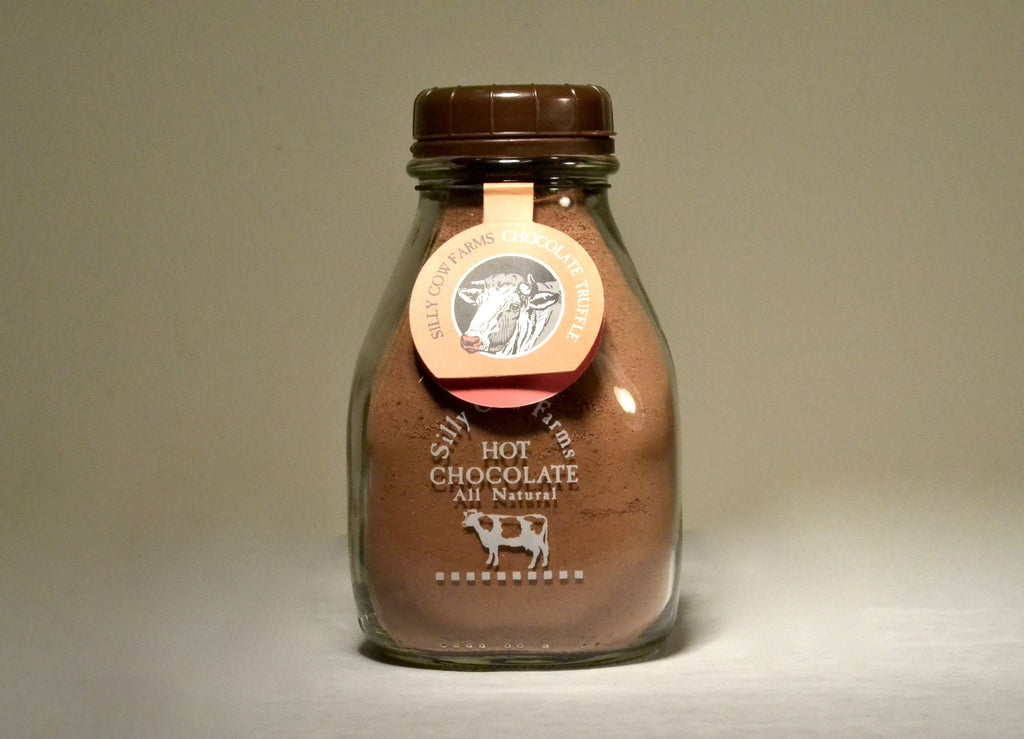 SILLY COW FARMS CHOCOLATE TRUFFLE
Silly Farms
HOT
CHOCOLATE
All Natural